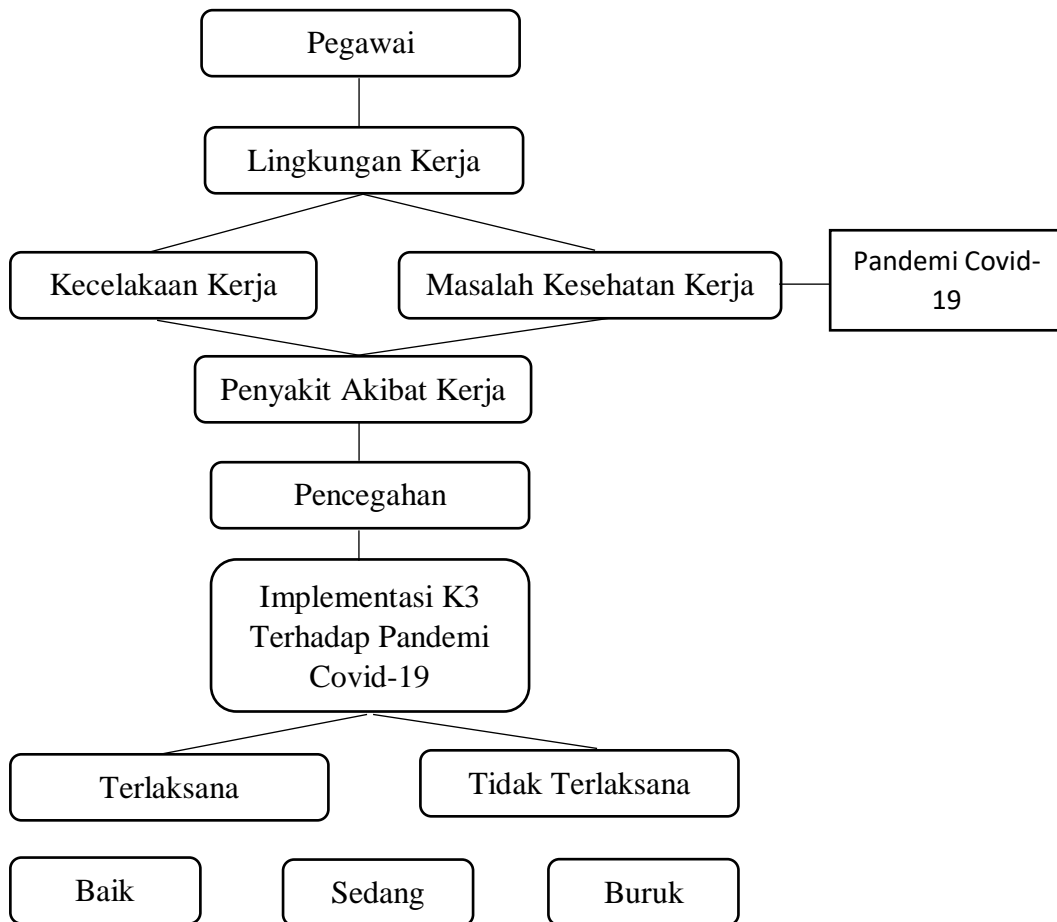 Pegawai
Lingkungan Kerja
Kecelakaan Kerja
Masalah Kesehatan Kerja
Pandemi Covid-
19
Penyakit Akibat Kerja
Pencegahan
Implementasi K3
Terhadap Pandemi
Covid-19
Terlaksana
Tidak Terlaksana
Baik
Sedang
Buruk